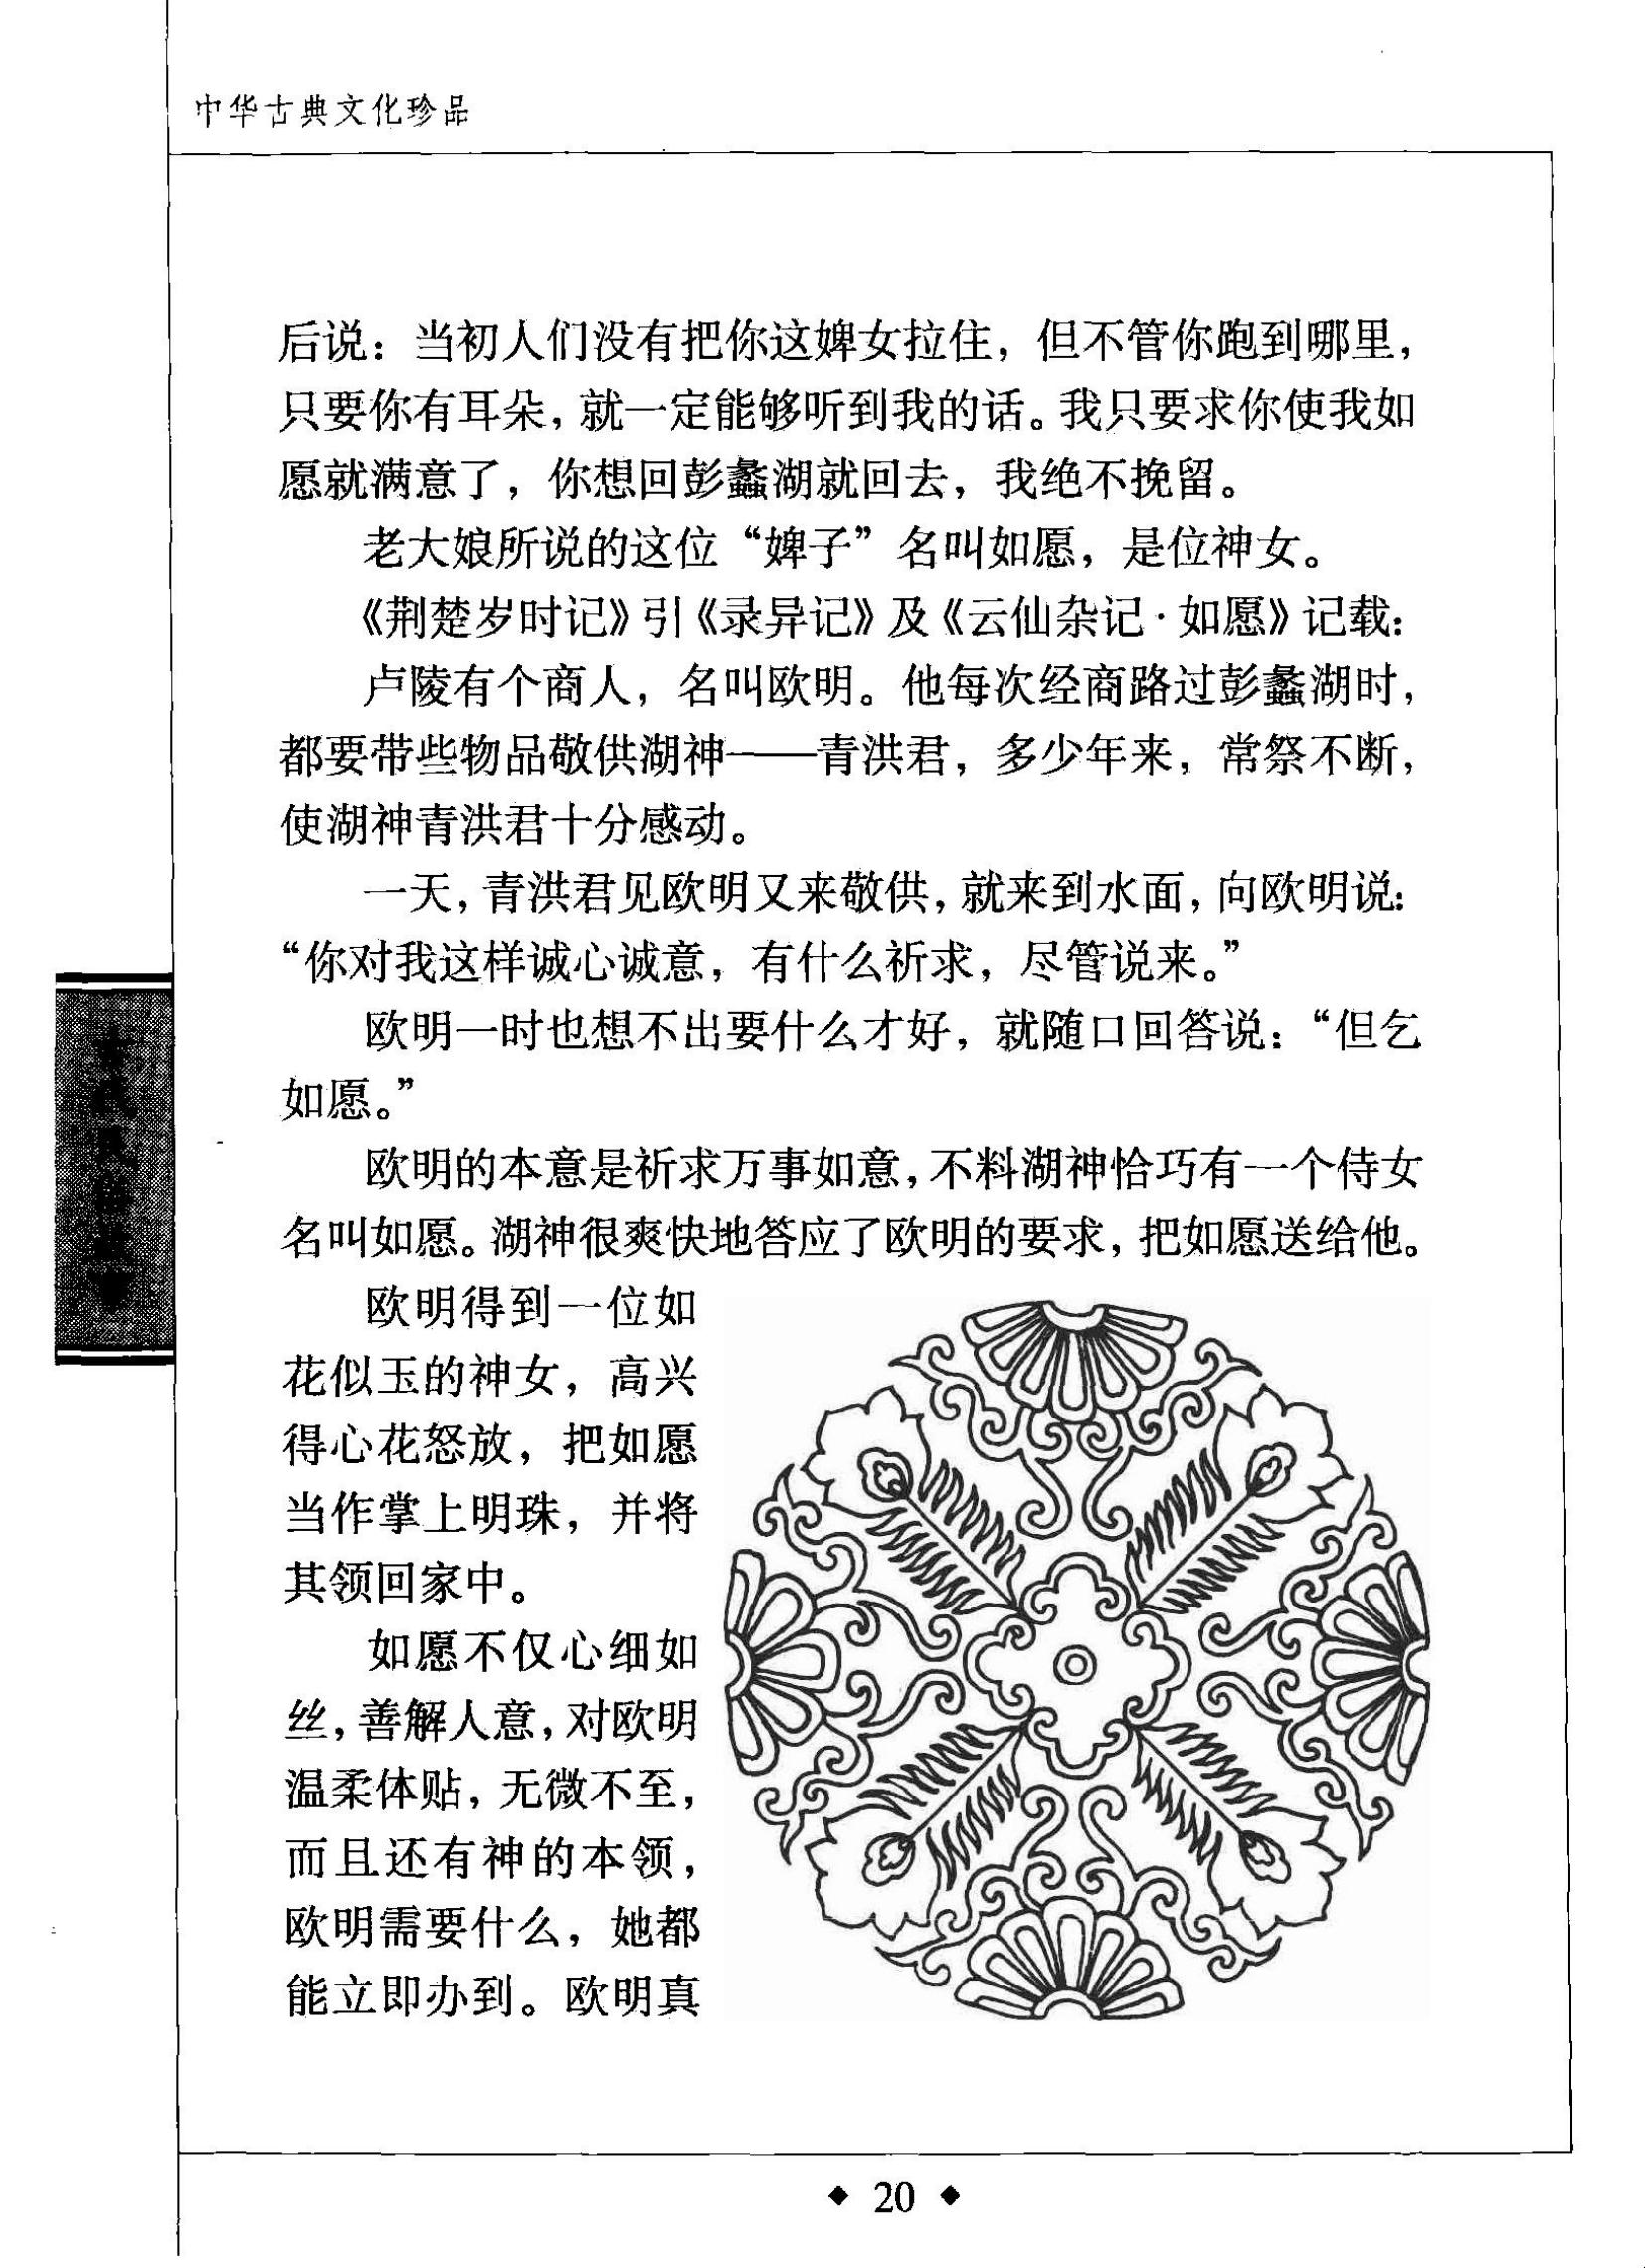 中华古典文化珍品
后说：当初人们没有把你这婢女拉住，但不管你跑到哪里，
只要你有耳朵，就一定能够听到我的话。我只要求你使我如
愿就满意了，你想回彭蠡湖就回去，我绝不挽留。
老大娘所说的这位“婢子”名叫如愿，是位神女。
《荆楚岁时记》引《录异记》及《云仙杂记·如愿》记载：
卢陵有个商人，名叫欧明。他每次经商路过彭蠡湖时，
都要带些物品敬供湖神——青洪君，多少年来，常祭不断，
使湖神青洪君十分感动。
一天，青洪君见欧明又来敬供，就来到水面，向欧明说：
“你对我这样诚心诚意，有什么祈求，尽管说来。”
欧明一时也想不出要什么才好，就随口回答说：“但乞
如愿。”
欧明的本意是祈求万事如意，不料湖神恰巧有一个侍女
名叫如愿。湖神很爽快地答应了欧明的要求，把如愿送给他。
欧明得到一位如
花似玉的神女，高兴
得心花怒放，把如愿
当作掌上明珠，并将
其领回家中。
如愿不仅心细如
丝，善解人意，对欧明
温柔体贴，无微不至，
而且还有神的本领，
欧明需要什么，她都
能立即办到。欧明真
◆ 20 ◆